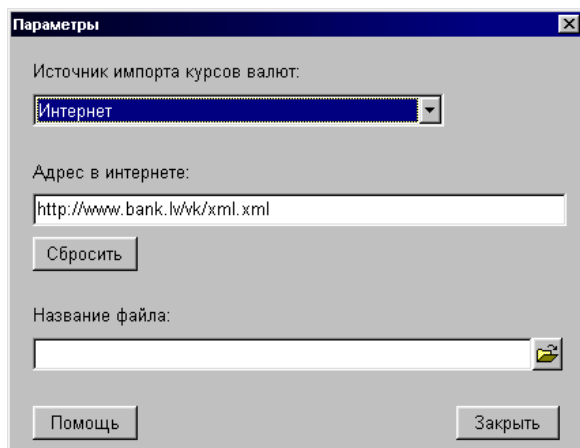 Параметры
Источник импорта курсов валют:
Интернет
Адрес в интернете:
http://www.bank.lv/vk/xml.xml
Сбросить
Название файла:
Помощь
Закрыть